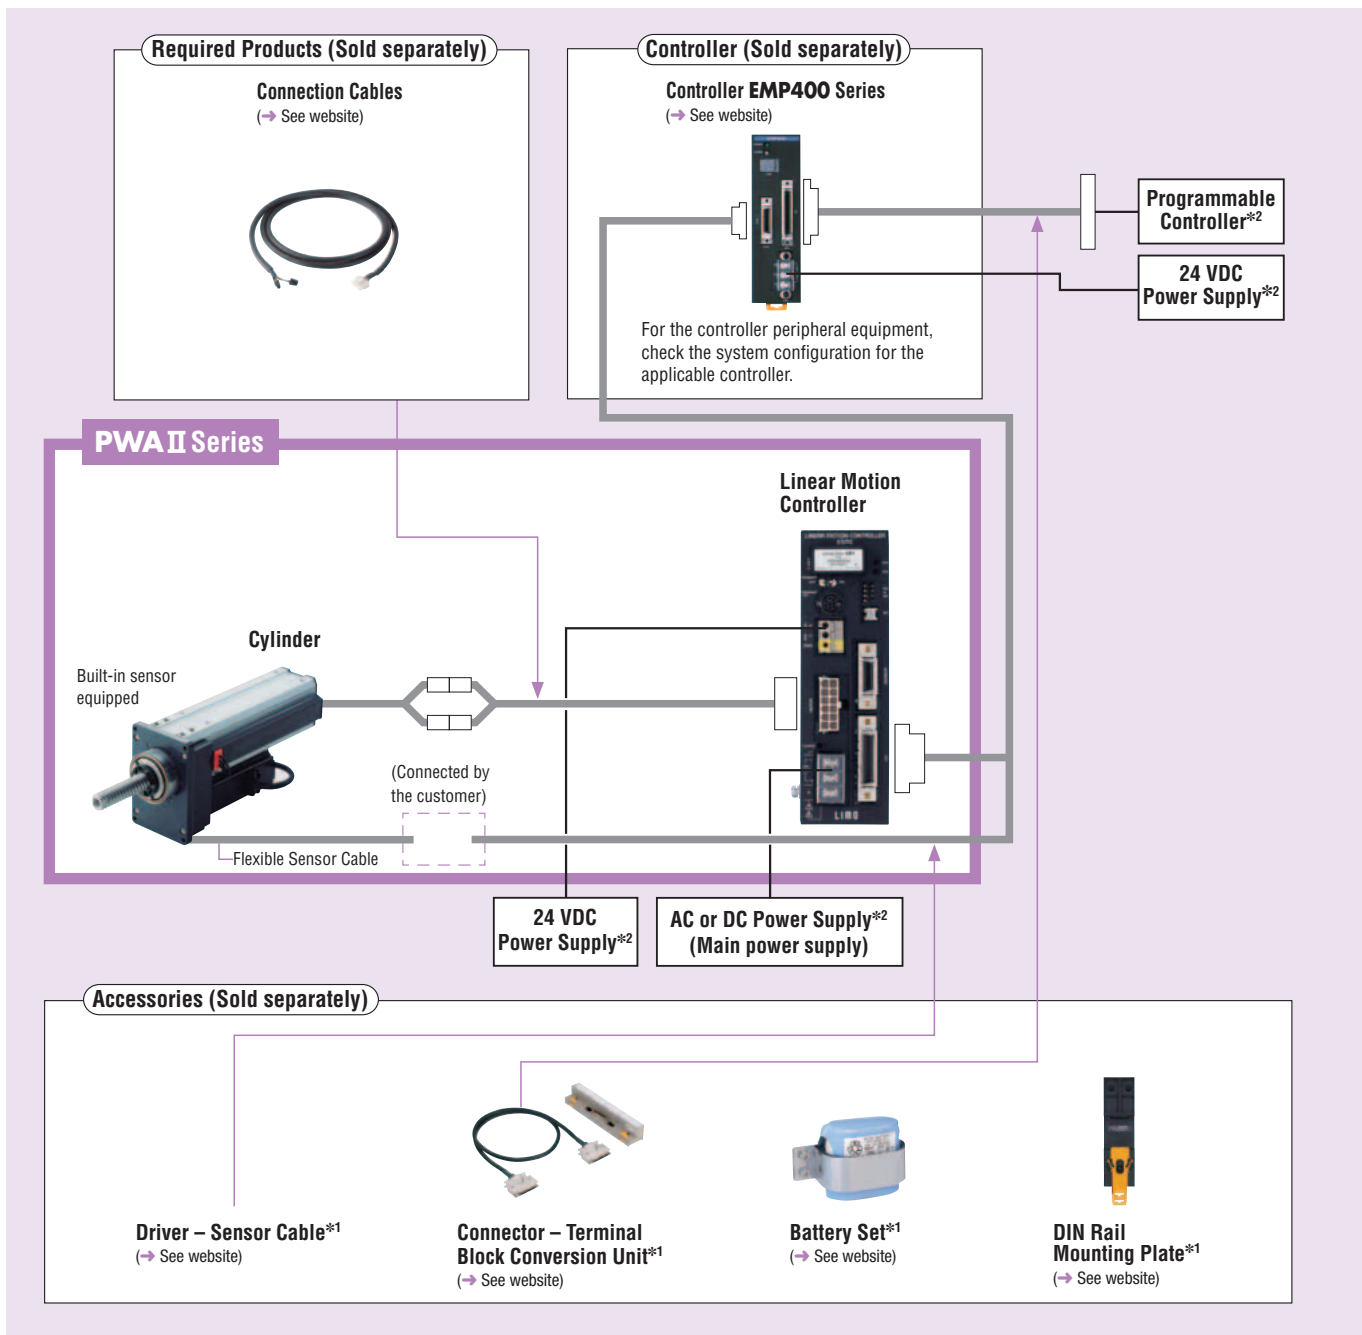 Required Products (Sold separately)
Connection Cables
(→ See website)
Controller (Sold separately)
Controller EMP400 Series
(→ See website)
For the controller peripheral equipment,
check the system configuration for the
applicable controller.
Programmable
Controller*2
24 VDC
Power Supply*2
PWAⅡ Series
Linear Motion
Controller
LINEAR MOTION CONTROLLER
LIMO
Cylinder
Built-in sensor
equipped
(Connected by
the customer)
Flexible Sensor Cable
24 VDC
Power Supply*2
AC or DC Power Supply*2
(Main power supply)
Accessories (Sold separately)
Driver – Sensor Cable*1
(→ See website)
Connector – Terminal
Block Conversion Unit*1
(→ See website)
Battery Set*1
(→ See website)
DIN Rail
Mounting Plate*1
(→ See website)